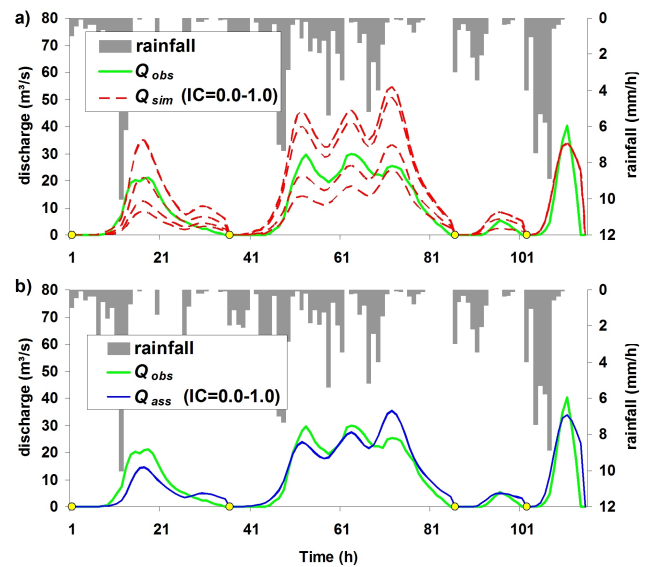 a)
80
70
60
50
40
30
20
10
0
discharge (m³/s)
rainfall
Q obs
Q sim (IC=0.0-1.0)
0
2
4
6
8
10
12
rainfall (mm/h)
1 21 41 61 81 101
b)
80
70
60
50
40
30
20
10
0
discharge (m³/s)
rainfall
Q obs
Q ass (IC=0.0-1.0)
0
2
4
6
8
10
12
rainfall (mm/h)
1 21 41 61 81 101
Time (h)